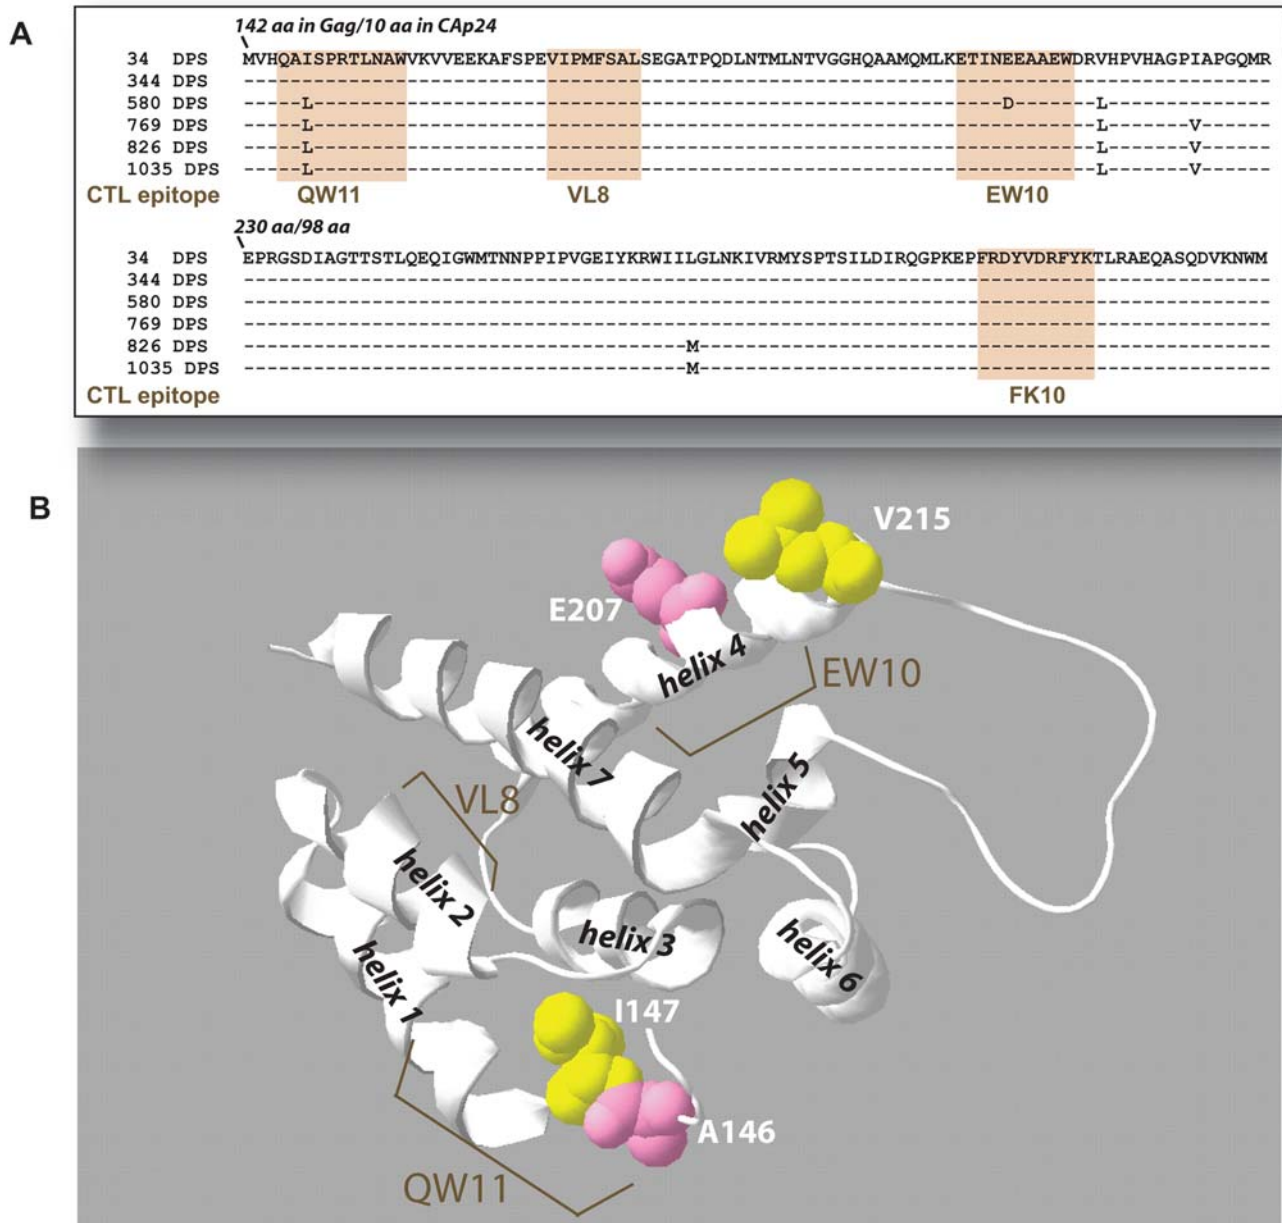 A
142 aa in Gag/10 aa in CAp24
34 DPS MVHQAISPRTLNAWVKVVEEKAFSPEVIPMFSALSEGATPQDLNTMLNTVGGHQAAMQMLKETINEEAAEWDRVHPVHAGPIAPGQMR
344 DPS ----------------------------------------------------------------------------------------
580 DPS -----L-----------------------------------------------------------D-------L--------------
769 DPS -----L-------------------------------------------------------------------L-------V------
826 DPS -----L-------------------------------------------------------------------L-------V------
1035 DPS -----L-------------------------------------------------------------------L-------V------
CTL epitope QW11 VL8 EW10
230 aa/98 aa
34 DPS EPRGSDIAGTTSTLQEQIGWMTNNPPIPVGEIYKRWIILGLNKIVRMYSPTSILDIRQGPKEPFRDYVDRFYKTLRAEQASQDVKNWM
344 DPS ----------------------------------------------------------------------------------------
580 DPS ----------------------------------------------------------------------------------------
769 DPS ----------------------------------------------------------------------------------------
826 DPS --------------------------------------M-------------------------------------------------
1035 DPS --------------------------------------M-------------------------------------------------
CTL epitope FK10
B
V215
E207
helix 4
EW10
helix 7
helix 5
VL8
helix 2
helix 3
helix 6
helix 1
I147
A146
QW11